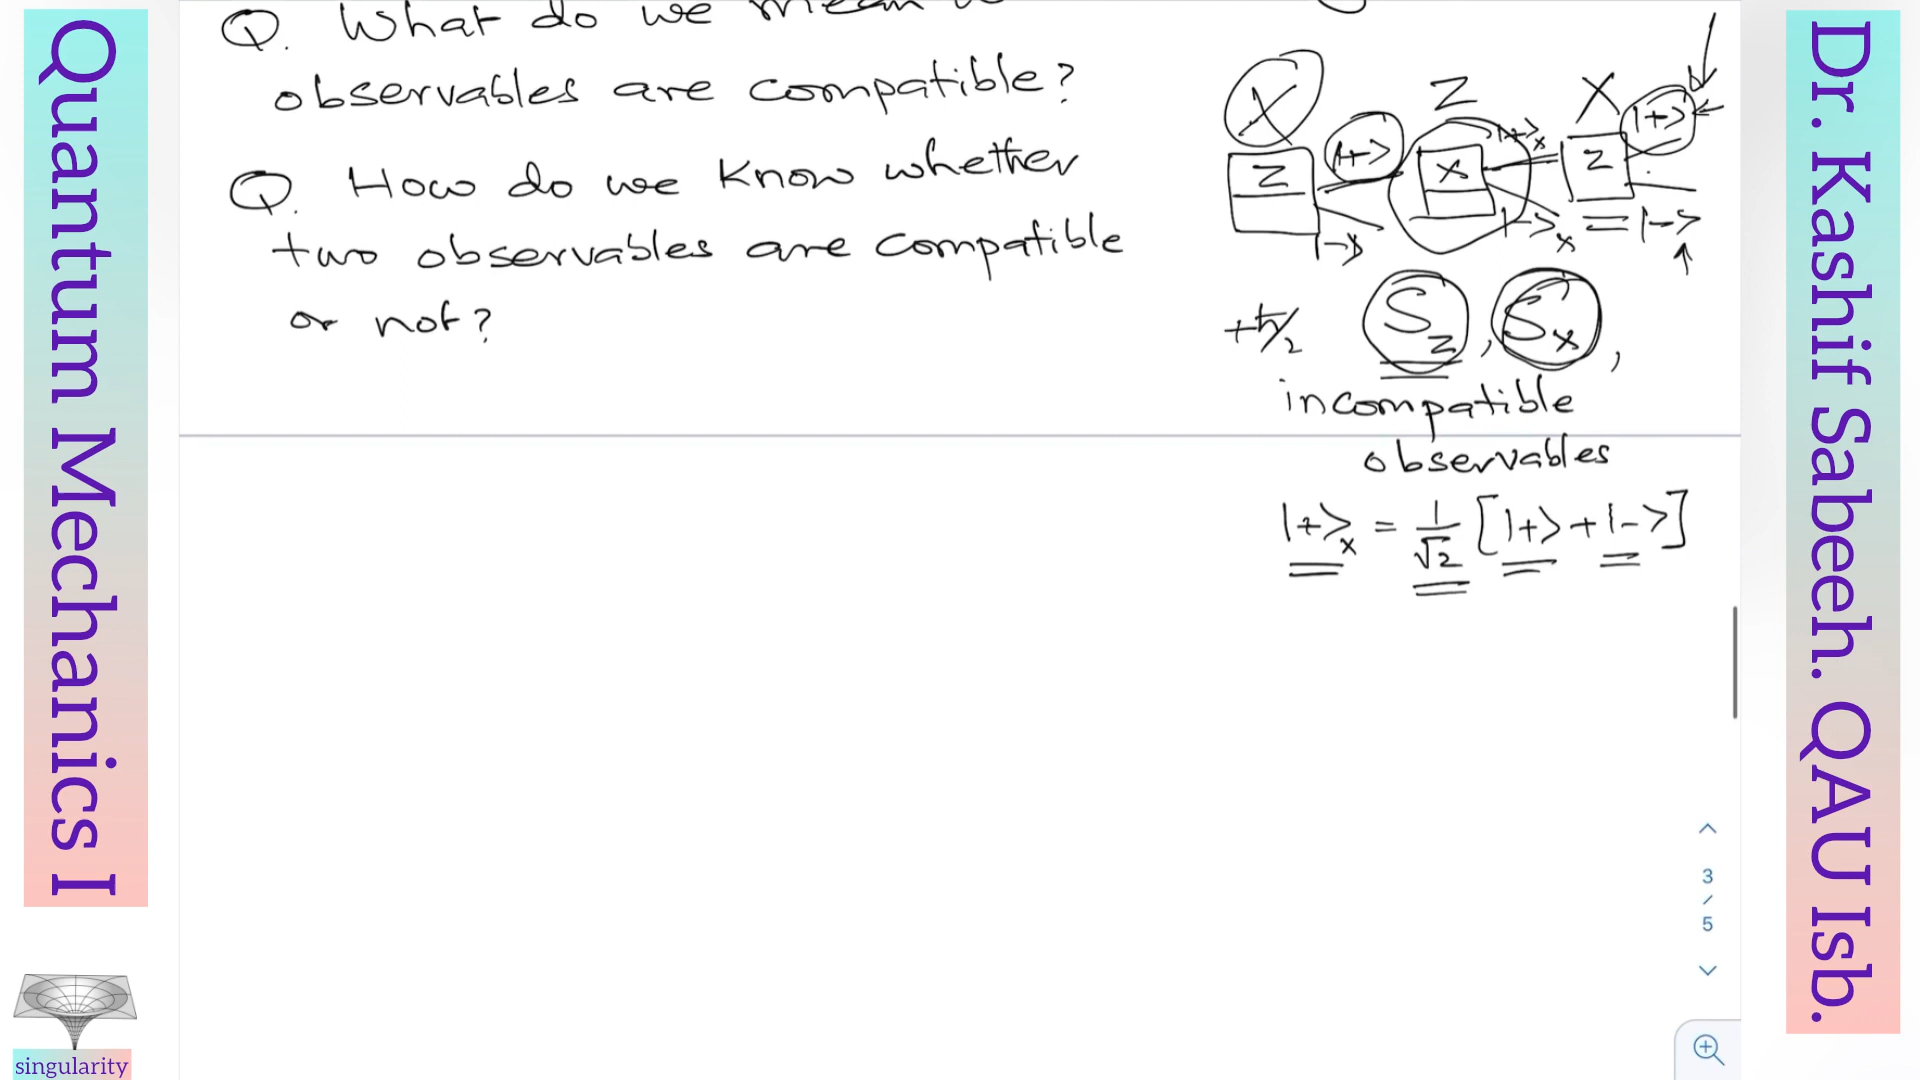 Quantum Mechanics I
singularity
Q. What do we mean
observables are compatible?
Q. How do we know whether
two observables are compatible
or not?
X Z X
Z |+> X |+>x Z |+>
|-> |->x = |->
+ħ/2 Sz, Sx,
incompatible
observables
|+>x = 1/√2 [|+> + |->]
3
/
5
Dr. Kashif Sabeeh. QAU Isb.